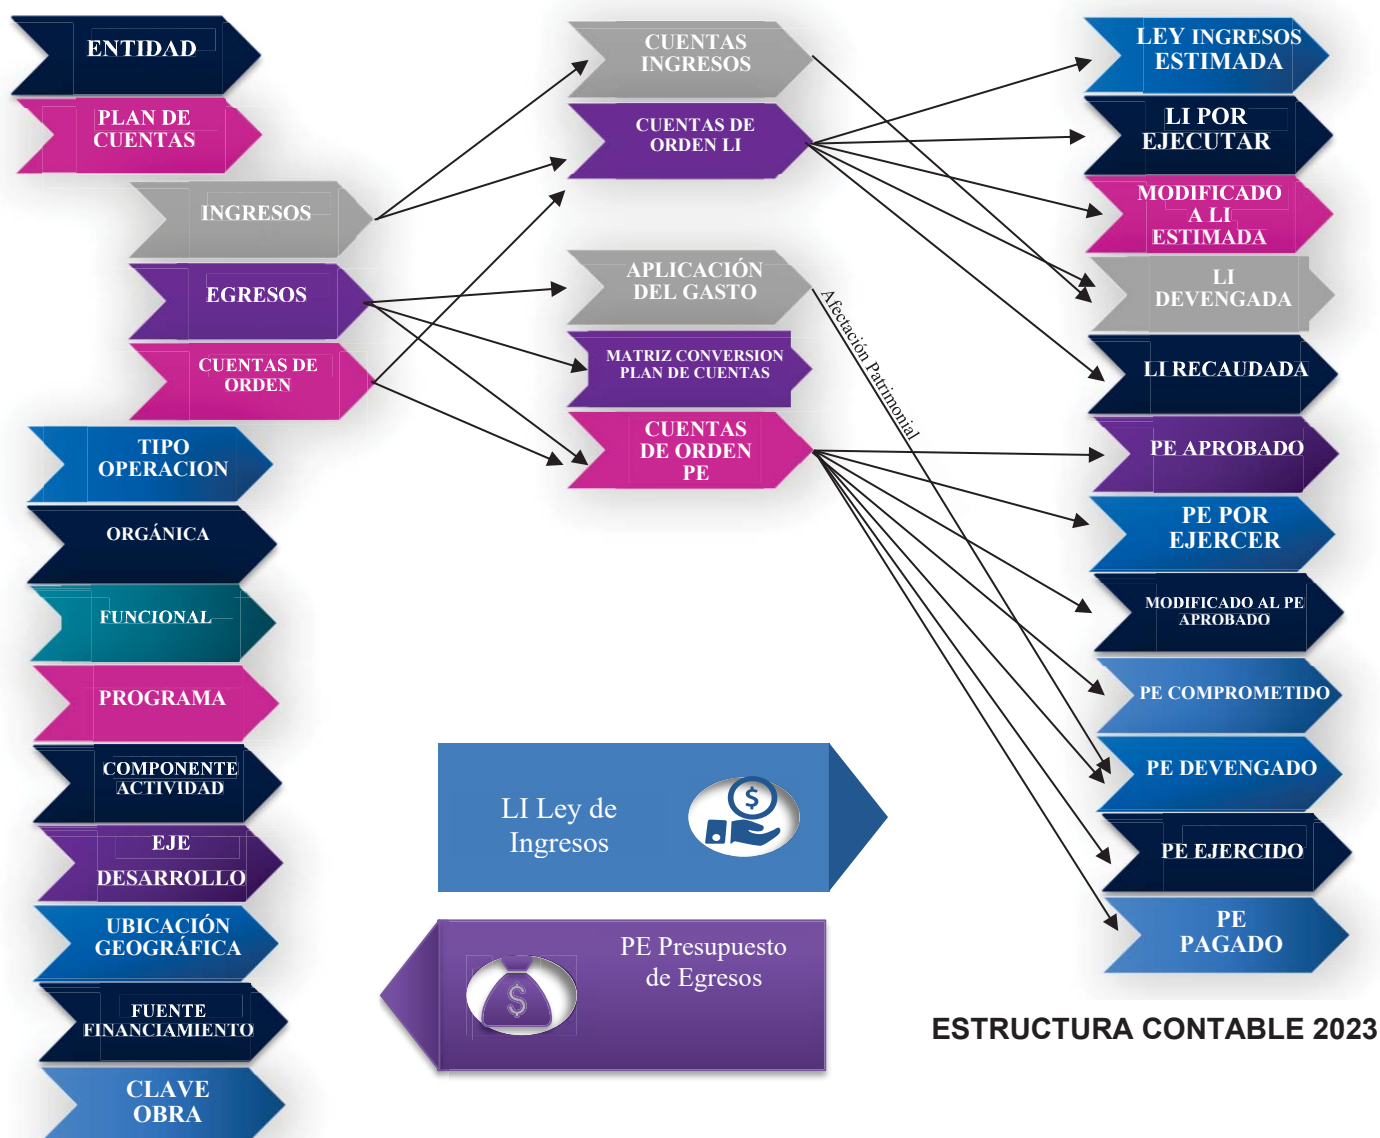 ENTIDAD
PLAN DE
CUENTAS
INGRESOS
EGRESOS
CUENTAS DE
ORDEN
TIPO
OPERACION
ORGÁNICA
FUNCIONAL
PROGRAMA
COMPONENTE
ACTIVIDAD
EJE
DESARROLLO
UBICACIÓN
GEOGRÁFICA
FUENTE
FINANCIAMIENTO
CLAVE
OBRA
CUENTAS
INGRESOS
CUENTAS DE
ORDEN LI
APLICACIÓN
DEL GASTO
MATRIZ CONVERSION
PLAN DE CUENTAS
CUENTAS
DE ORDEN
PE
Afectación Patrimonial
LI Ley de
Ingresos
PE Presupuesto
de Egresos
LEY INGRESOS
ESTIMADA
LI POR
EJECUTAR
MODIFICADO
A LI
ESTIMADA
LI
DEVENGADA
LI RECAUDADA
PE APROBADO
PE POR
EJERCER
MODIFICADO AL PE
APROBADO
PE COMPROMETIDO
PE DEVENGADO
PE EJERCIDO
PE
PAGADO
ESTRUCTURA CONTABLE 2023